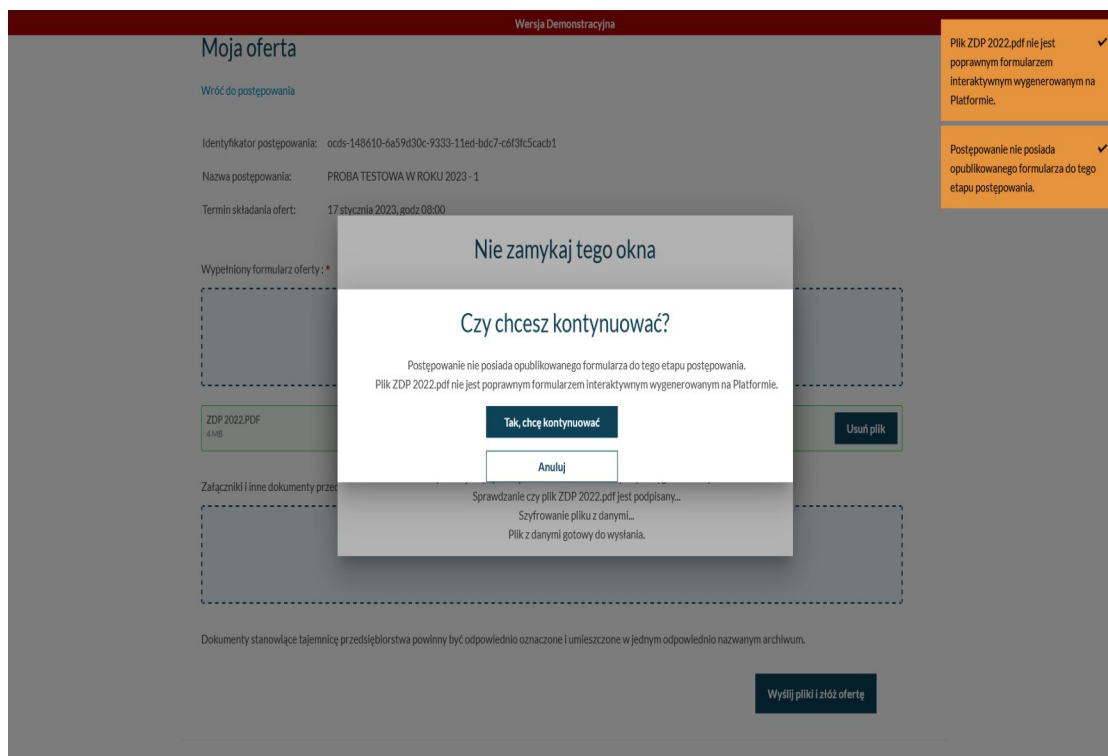 Wersja Demonstracyjna
Moja oferta
Wróć do postępowania
Identyfikator postępowania: ocds-148610-6a59d30c-9333-11ed-bdc7-c6f3fc5cacb1
Nazwa postępowania: PROBA TESTOWA W ROKU 2023 - 1
Termin składania ofert: 17 stycznia 2023, godz 08:00
Wypełniony formularz oferty : *
Plik ZDP 2022.pdf nie jest
poprawnym formularzem
interaktywnym wygenerowanym na
Platformie.
Postępowanie nie posiada
opublikowanego formularza do tego
etapu postępowania.
Nie zamykaj tego okna
Czy chcesz kontynuować?
Postępowanie nie posiada opublikowanego formularza do tego etapu postępowania.
Plik ZDP 2022.pdf nie jest poprawnym formularzem interaktywnym wygenerowanym na Platformie.
Tak, chcę kontynuować
Anuluj
ZDP 2022.PDF
4 MB
Usuń plik
Załączniki i inne dokumenty
Sprawdzanie czy plik ZDP 2022.pdf jest podpisany...
Szyfrowanie pliku z danymi...
Plik z danymi gotowy do wysłania.
Dokumenty stanowiące tajemnicę przedsiębiorstwa powinny być odpowiednio oznaczone i umieszczone w jednym odpowiednio nazwanym archiwum.
Wyślij pliki i złóż ofertę